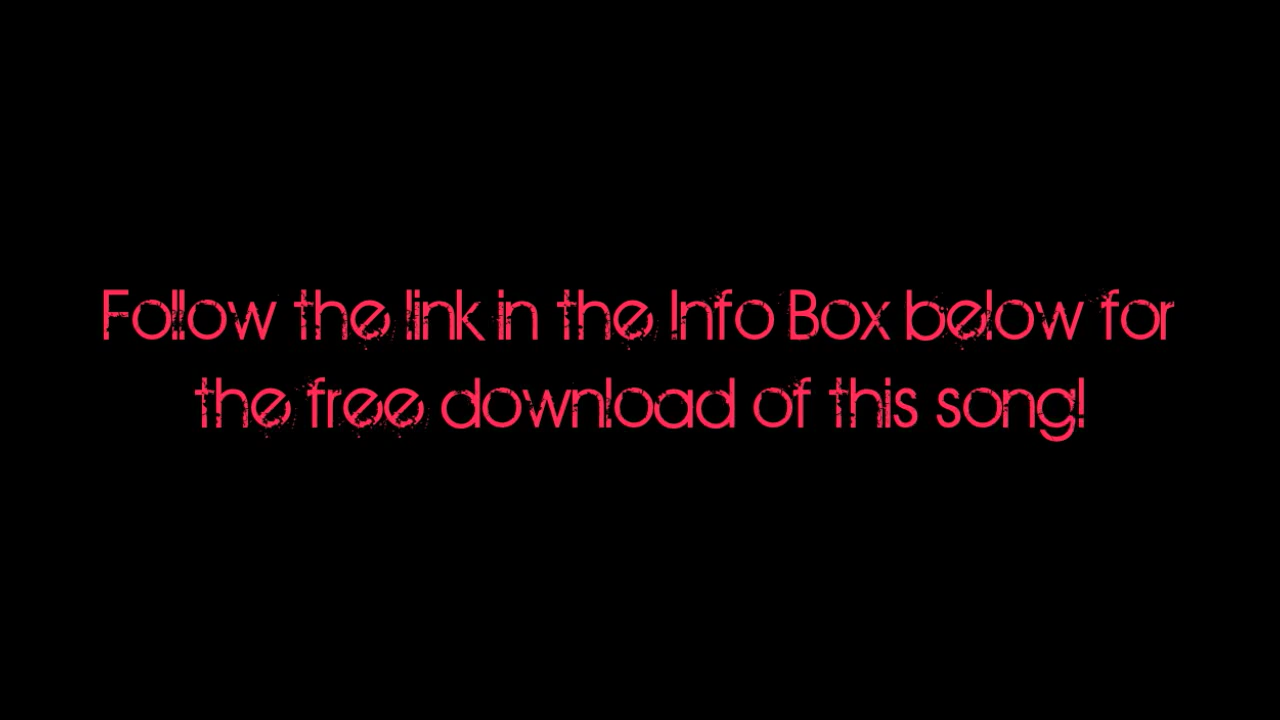 Follow the link in the Info Box below for
the free download of this song!